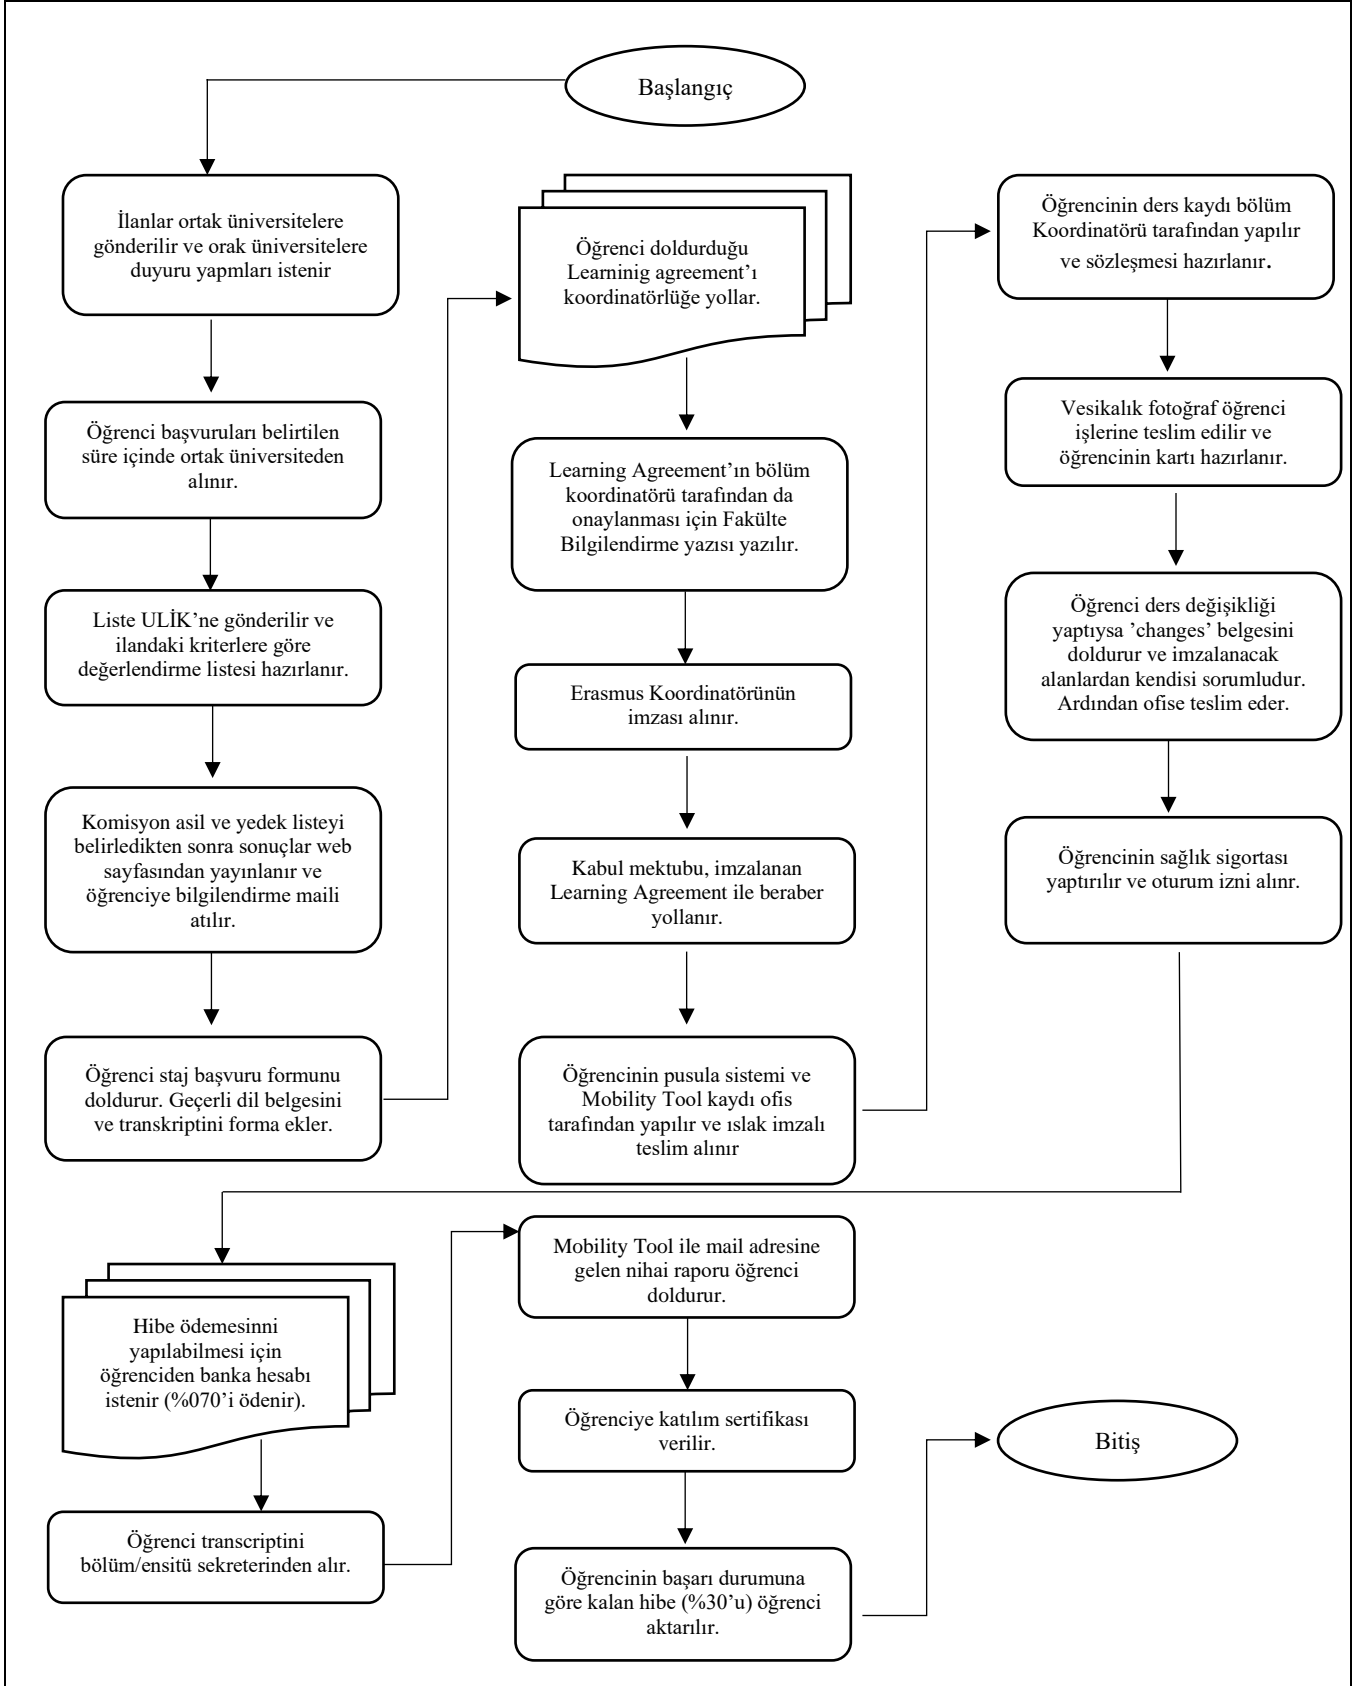 Başlangıç
İlanlar ortak üniversitelere
gönderilir ve orak üniversitelere
duyuru yapmları istenir
Öğrenci başvuruları belirtilen
süre içinde ortak üniversiteden
alınır.
Liste ULİK’ne gönderilir ve
ilandaki kriterlere göre
değerlendirme listesi hazırlanır.
Komisyon asil ve yedek listeyi
belirledikten sonra sonuçlar web
sayfasından yayınlanır ve
öğrenciye bilgilendirme maili
atılır.
Öğrenci staj başvuru formunu
doldurur. Geçerli dil belgesini
ve transkriptini forma ekler.
Öğrenci doldurduğu
Learninig agreement’ı
koordinatörlüğe yollar.
Learning Agreement’ın bölüm
koordinatörü tarafından da
onaylanması için Fakülte
Bilgilendirme yazısı yazılır.
Erasmus Koordinatörünün
imzası alınır.
Kabul mektubu, imzalanan
Learning Agreement ile beraber
yollanır.
Öğrencinin pusula sistemi ve
Mobility Tool kaydı ofis
tarafından yapılır ve ıslak imzalı
teslim alınır
Öğrencinin ders kaydı bölüm
Koordinatörü tarafından yapılır
ve sözleşmesi hazırlanır.
Vesikalık fotoğraf öğrenci
işlerine teslim edilir ve
öğrencinin kartı hazırlanır.
Öğrenci ders değişikliği
yaptıysa ’changes’ belgesini
doldurur ve imzalanacak
alanlardan kendisi sorumludur.
Ardından ofise teslim eder.
Öğrencinin sağlık sigortası
yaptırılır ve oturum izni alınr.
Hibe ödemesinni
yapılabilmesi için
öğrenciden banka hesabı
istenir (%070’i ödenir).
Öğrenci transcriptini
bölüm/ensitü sekreterinden alır.
Mobility Tool ile mail adresine
gelen nihai raporu öğrenci
doldurur.
Öğrenciye katılım sertifikası
verilir.
Öğrencinin başarı durumuna
göre kalan hibe (%30’u) öğrenci
aktarılır.
Bitiş